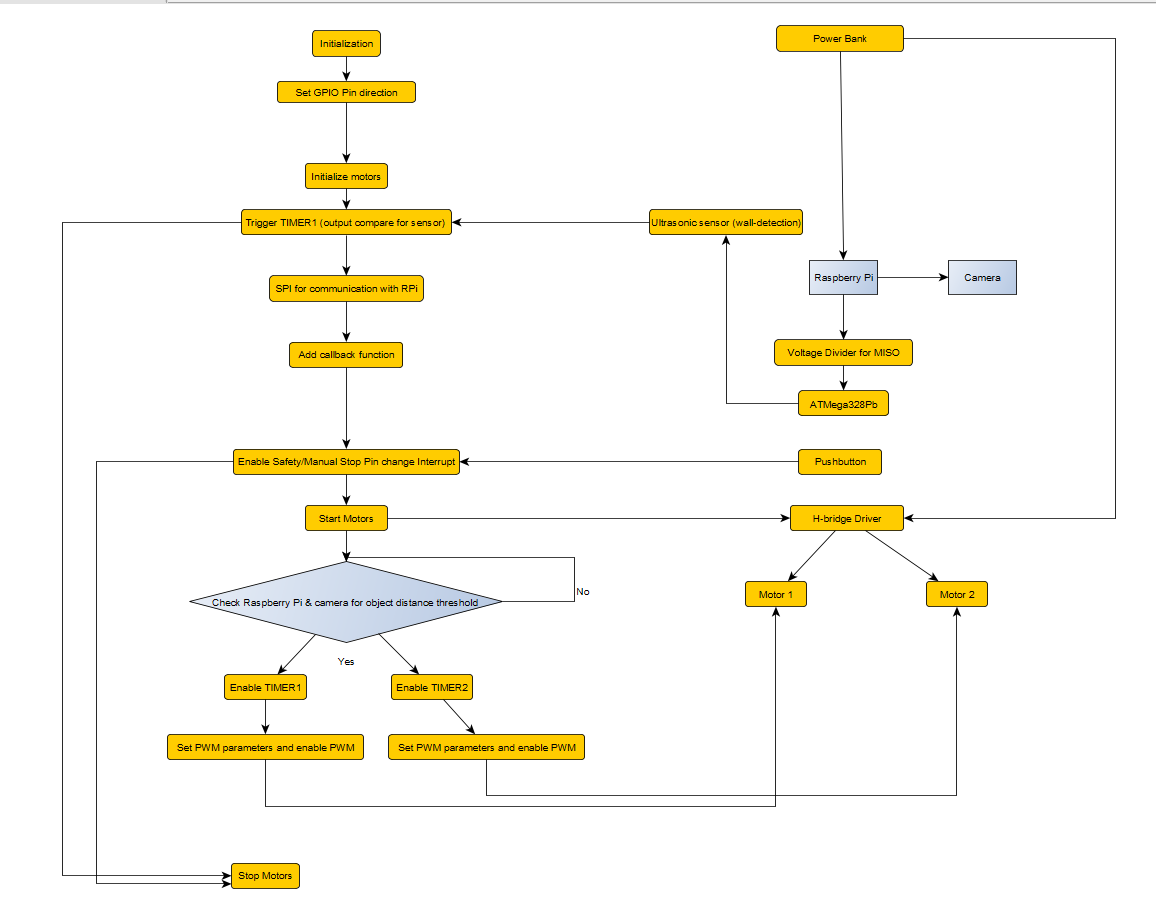 Initialization
Power Bank
Set GPIO Pin direction
Initialize motors
Trigger TIMER1 (output compare for sensor)
Ultrasonic sensor (wall-detection)
SPI for communication with RPi
Raspberry Pi
Camera
Add callback function
Voltage Divider for MISO
ATMega328Pb
Enable Safety/Manual Stop Pin change Interrupt
Pushbutton
Start Motors
H-bridge Driver
Check Raspberry Pi & camera for object distance threshold
No
Motor 1
Motor 2
Yes
Enable TIMER1
Enable TIMER2
Set PWM parameters and enable PWM
Set PWM parameters and enable PWM
Stop Motors